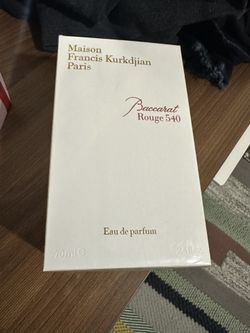 Maison
Francis Kurkdjian
Paris
Baccarat
Rouge 540
Eau de parfum